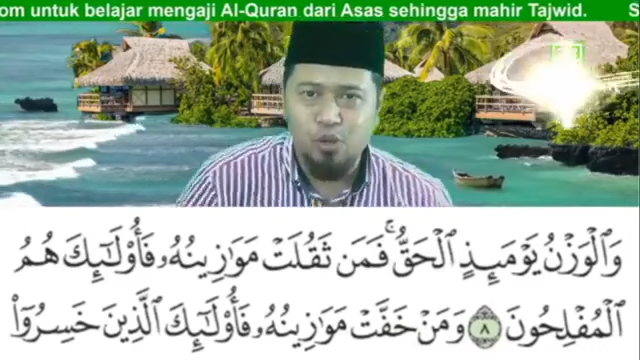 om untuk belajar mengaji Al-Quran dari Asas sehingga mahir Tajwid. S
وَٱلْوَزْنُ يَوْمَئِذٍ ٱلْحَقُّ ۚ فَمَن ثَقُلَتْ مَوَٰزِينُهُۥ فَأُو۟لَـٰٓئِكَ هُمُ
ٱلْمُفْلِحُونَ ٨ وَمَنْ خَفَّتْ مَوَٰزِينُهُۥ فَأُو۟لَـٰٓئِكَ ٱلَّذِينَ خَسِرُوٓا۟